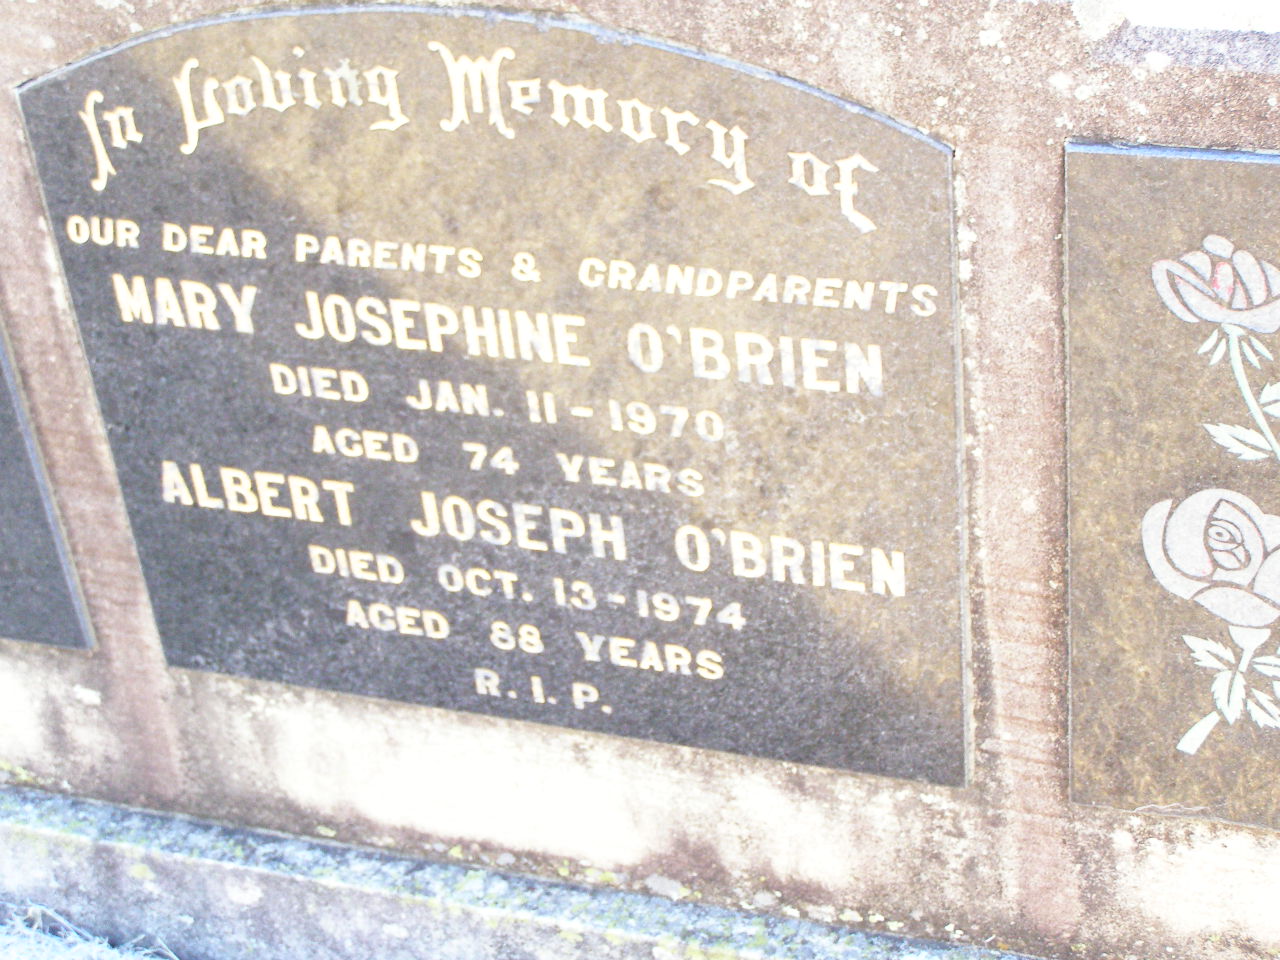 In Loving Memory of
OUR DEAR PARENTS & GRANDPARENTS
MARY JOSEPHINE O'BRIEN
DIED JAN. 11-1970
AGED 74 YEARS
ALBERT JOSEPH O'BRIEN
DIED OCT. 13-1974
AGED 88 YEARS
R. I. P.